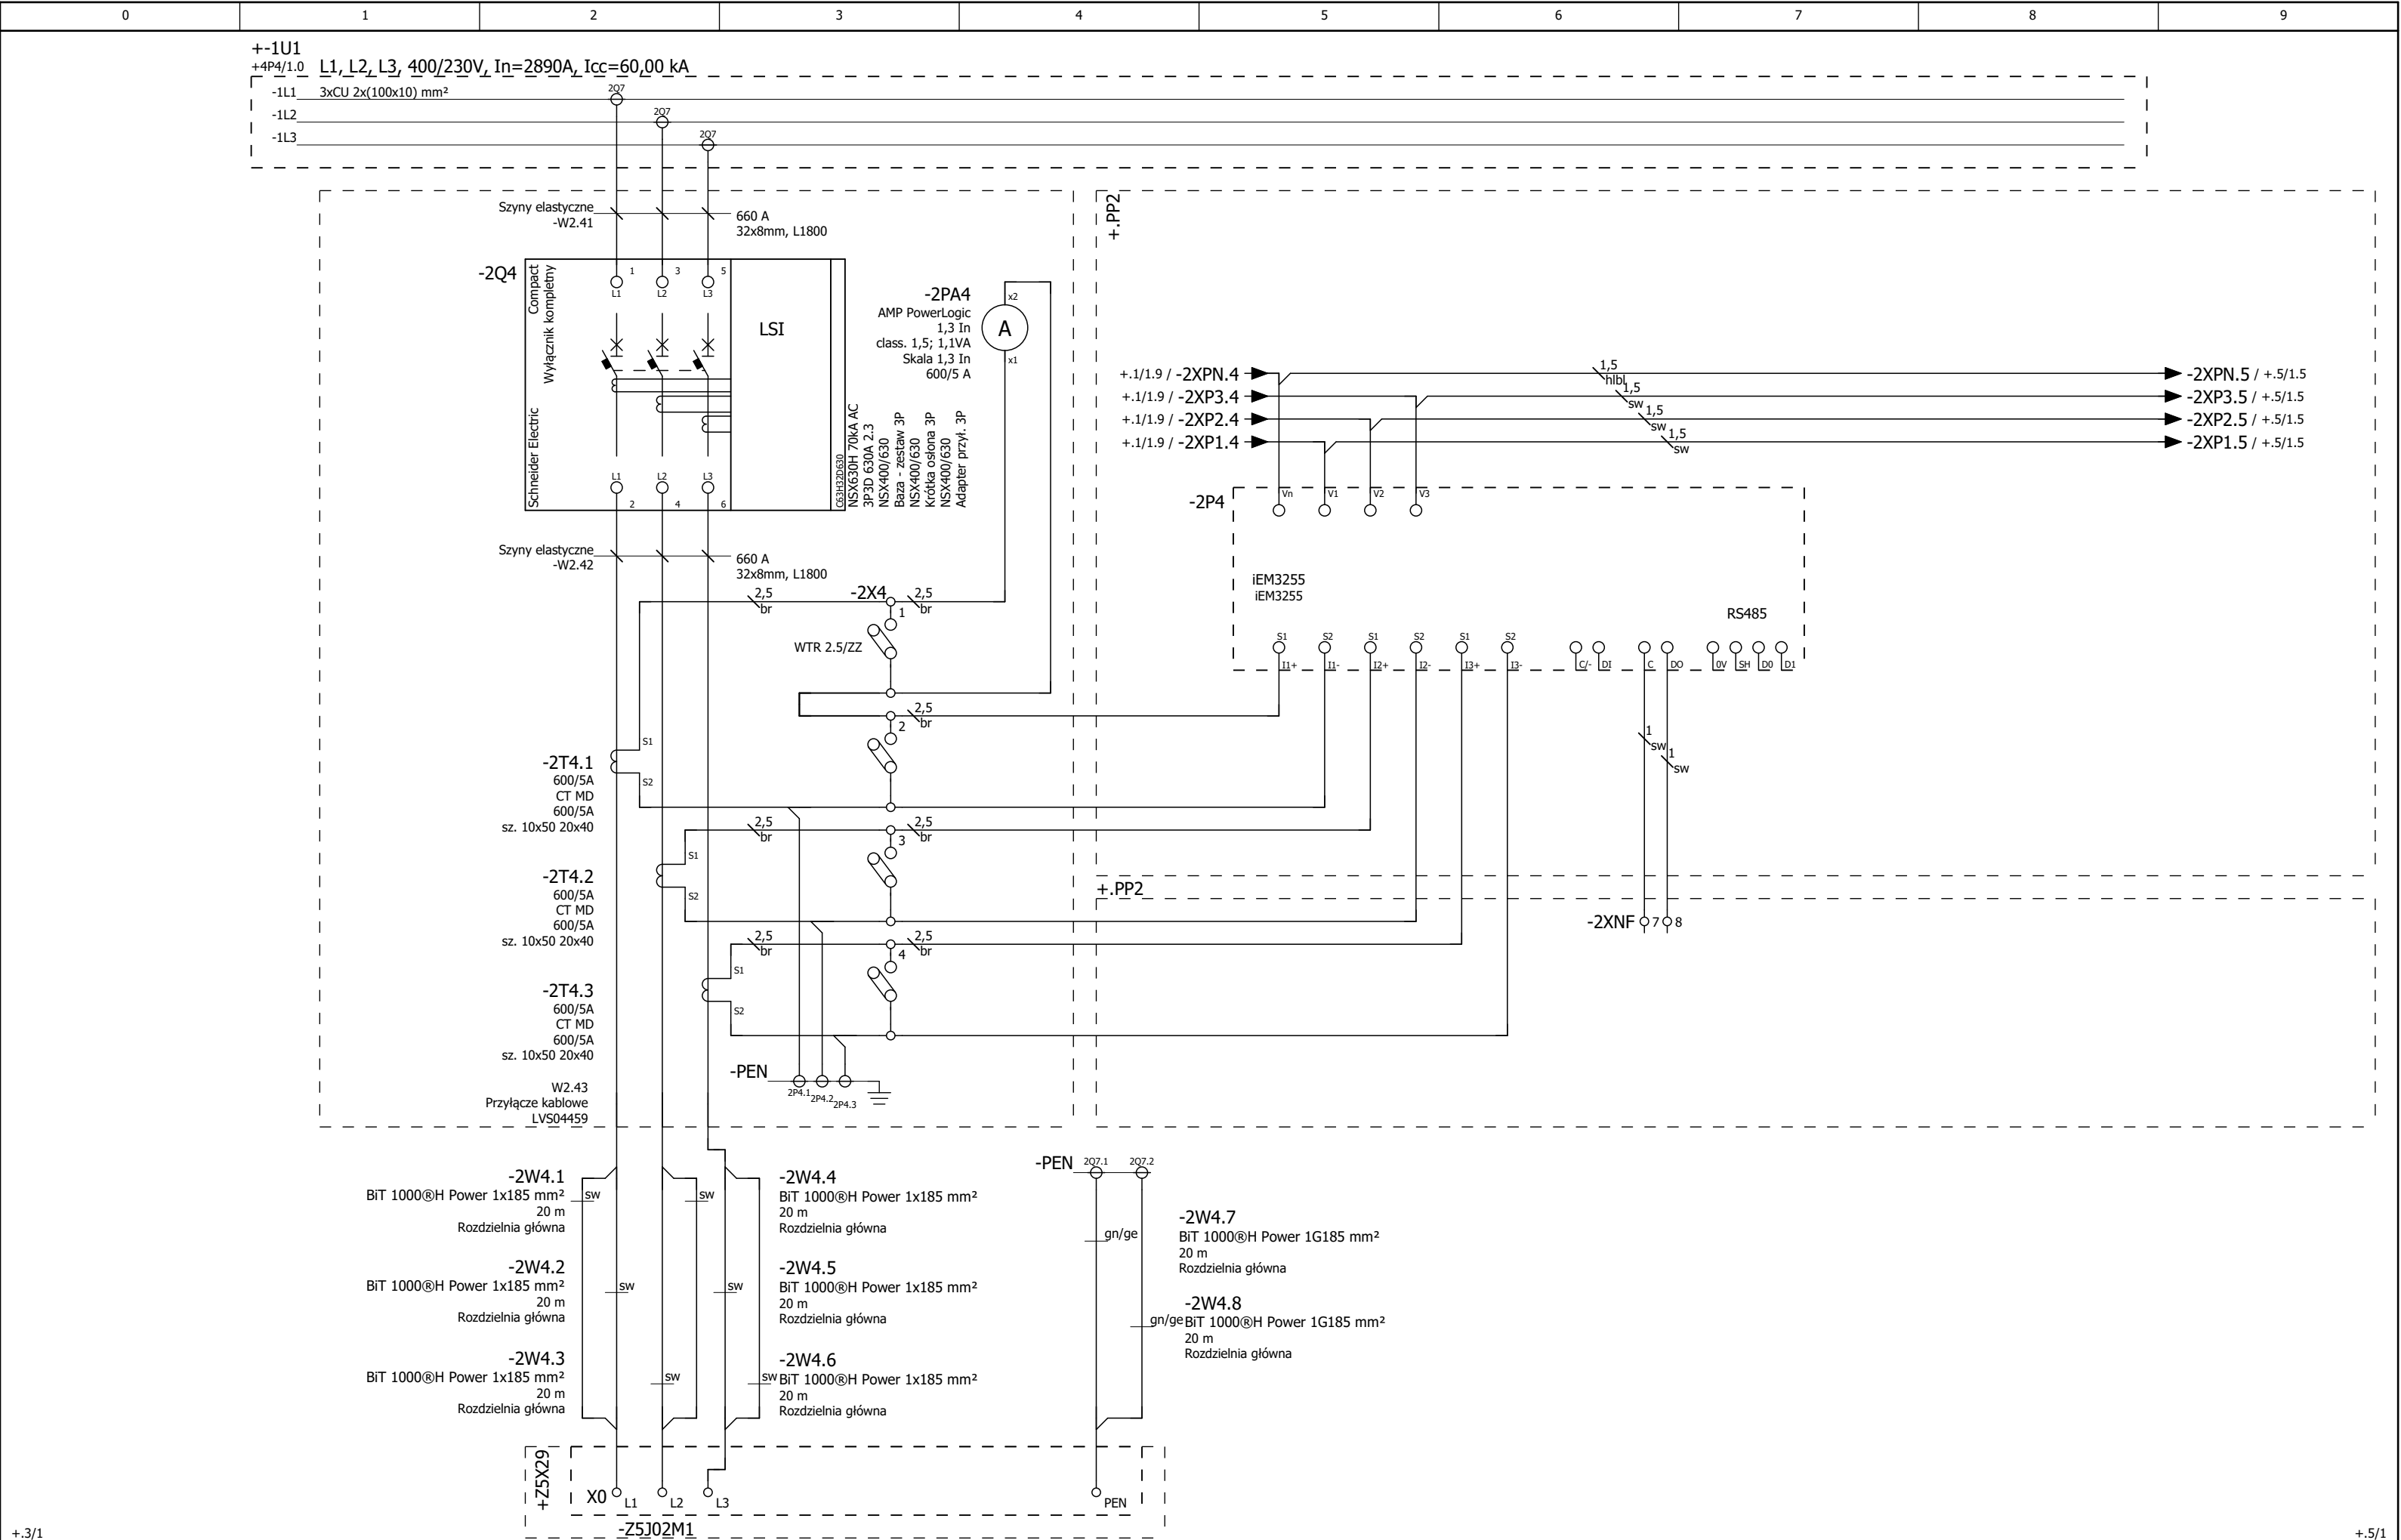 0 1 2 3 4 5 6 7 8 9
+-1U1
+4P4/1.0 L1, L2, L3, 400/230V, In=2890A, Icc=60,00 kA
-1L1 3xCU 2x(100x10) mm²
-1L2
-1L3
2Q7
2Q7
2Q7
Szyny elastyczne
-W2.41
660 A
32x8mm, L1800
+.PP2
-2Q4
Compact
Wyłącznik kompletny
Schneider Electric
1 3 5
L1 L2 L3
LSI
L1 L2 L3
2 4 6
C63H32D630
NSX630H 70kA AC
3P3D 630A 2.3
NSX400/630
Baza - zestaw 3P
NSX400/630
Krótka osłona 3P
NSX400/630
Adapter przył. 3P
-2PA4
AMP PowerLogic
1,3 In
class. 1,5; 1,1VA
Skala 1,3 In
600/5 A
x2
A
x1
+.1/1.9 / -2XPN.4
+.1/1.9 / -2XP3.4
+.1/1.9 / -2XP2.4
+.1/1.9 / -2XP1.4
1,5
hlbl
1,5
sw
1,5
sw
1,5
sw
-2XPN.5 / +.5/1.5
-2XP3.5 / +.5/1.5
-2XP2.5 / +.5/1.5
-2XP1.5 / +.5/1.5
-2P4
Vn V1 V2 V3
iEM3255
iEM3255
RS485
S1 S2 S1 S2 S1 S2
I1+ I1- I2+ I2- I3+ I3- C/- DI C DO 0V SH D0 D1
Szyny elastyczne
-W2.42
660 A
32x8mm, L1800
2,5
br
-2X4
2,5
br
1
WTR 2.5/ZZ
2,5
br
2
1
sw
1
sw
-2T4.1
600/5A
CT MD
600/5A
sz. 10x50 20x40
S1
S2
2,5
br
2,5
br
3
-2T4.2
600/5A
CT MD
600/5A
sz. 10x50 20x40
S1
S2
+.PP2
-2XNF 7 8
2,5
br
2,5
br
4
-2T4.3
600/5A
CT MD
600/5A
sz. 10x50 20x40
S1
S2
-PEN
2P4.1 2P4.2 2P4.3
W2.43
Przyłącze kablowe
LVS04459
-2W4.1
BiT 1000®H Power 1x185 mm²
20 m
Rozdzielnia główna
sw
-2W4.2
BiT 1000®H Power 1x185 mm²
20 m
Rozdzielnia główna
sw
-2W4.3
BiT 1000®H Power 1x185 mm²
20 m
Rozdzielnia główna
sw
-2W4.4
BiT 1000®H Power 1x185 mm²
20 m
Rozdzielnia główna
sw
-2W4.5
BiT 1000®H Power 1x185 mm²
20 m
Rozdzielnia główna
sw
-2W4.6
BiT 1000®H Power 1x185 mm²
20 m
Rozdzielnia główna
sw
-PEN 2Q7.1 2Q7.2
gn/ge
-2W4.7
BiT 1000®H Power 1G185 mm²
20 m
Rozdzielnia główna
gn/ge
-2W4.8
BiT 1000®H Power 1G185 mm²
20 m
Rozdzielnia główna
+Z5X29
X0 L1 L2 L3 PEN
-Z5J02M1
+.3/1
+.5/1